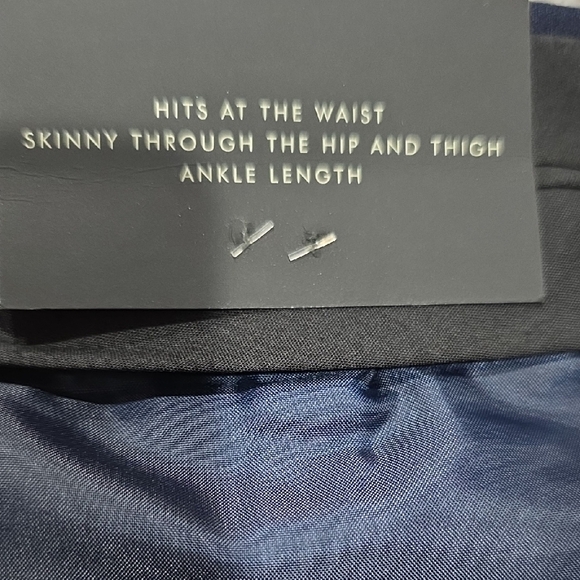 HITS AT THE WAIST
SKINNY THROUGH THE HIP AND THIGH
ANKLE LENGTH